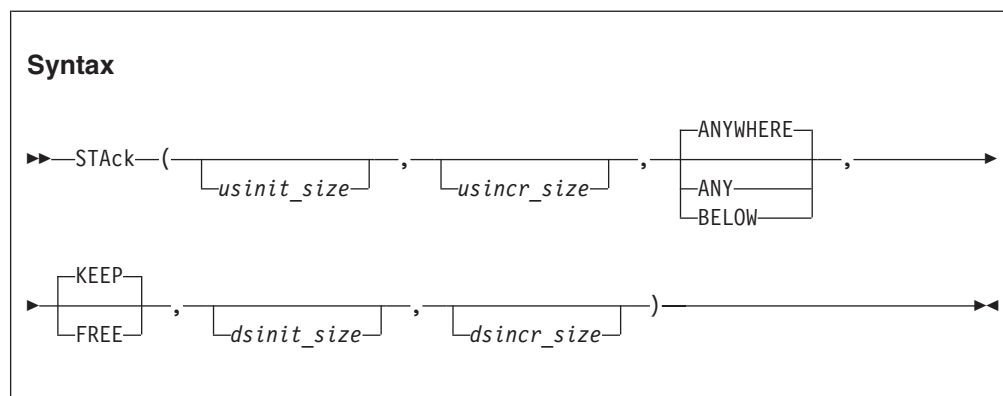 Syntax
ANYWHERE
STAck ( usinit_size , usincr_size , ANY ,
BELOW
KEEP
FREE , dsinit_size , dsincr_size )